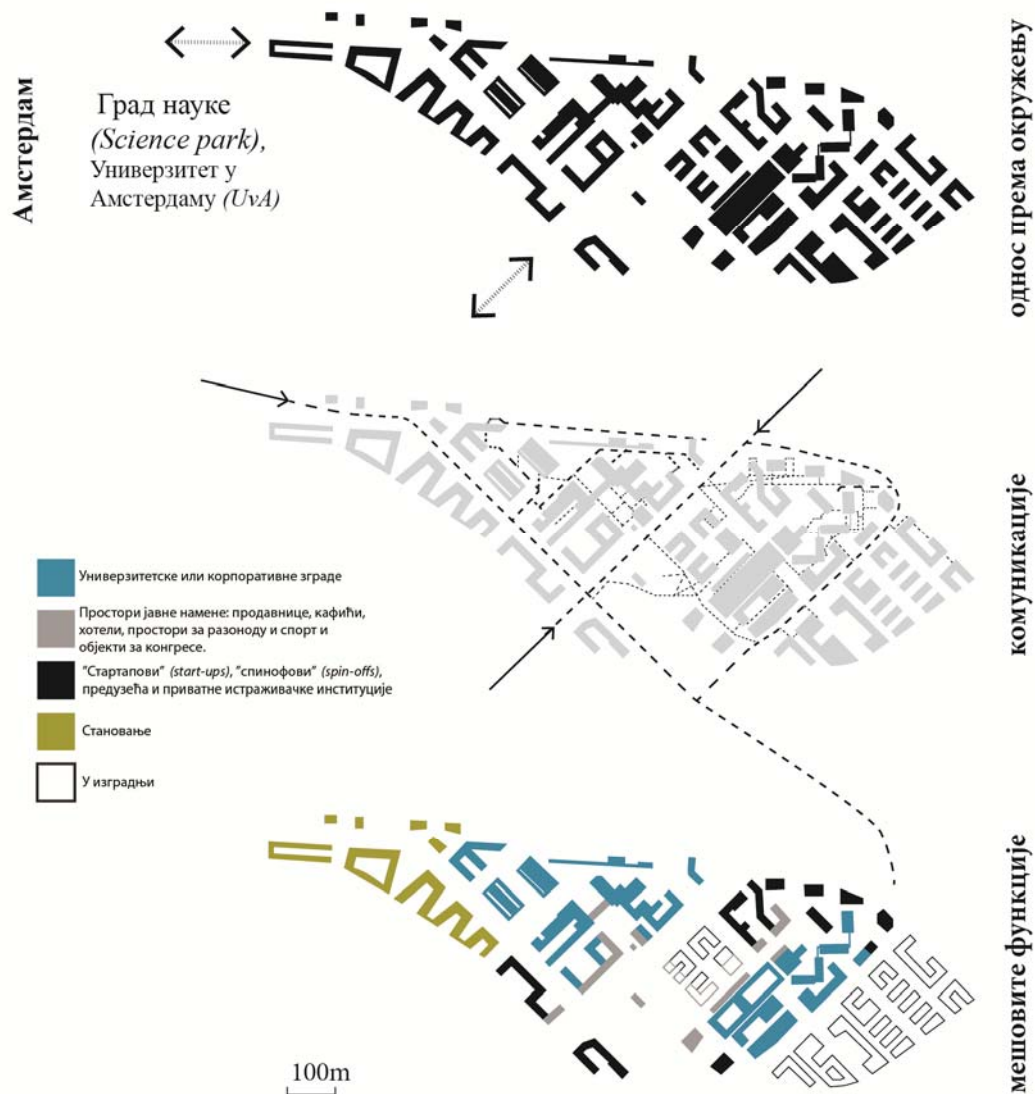 Амстердам
Град науке
(Science park),
Универзитет у
Амстердаму (UvA)
однос према окружењу
комуникације
Универзитетске или корпоративне зграде
Простори јавне намене: продавнице, кафићи,
хотели, простори за разоноду и спорт и
објекти за конгресе.
"Стартапови" (start-ups), "спинофови" (spin-offs),
предузећа и приватне истраживачке институције
Становање
У изградњи
мешовите функције
100m